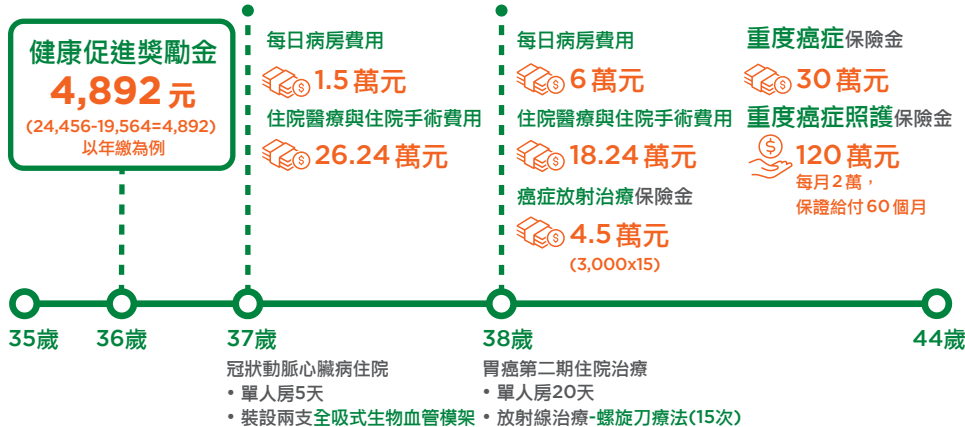 健康促進獎勵金
4,892元
(24,456-19,564=4,892)
以年繳為例
每日病房費用
1.5萬元
住院醫療與住院手術費用
26.24萬元
每日病房費用
6萬元
住院醫療與住院手術費用
18.24萬元
癌症放射治療保險金
4.5萬元
(3,000x15)
重度癌症保險金
30萬元
重度癌症照護保險金
120萬元
每月2萬，
保證給付60個月
35歲
36歲
37歲
38歲
44歲
冠狀動脈心臟病住院
• 單人房5天
• 裝設兩支全吸式生物血管模架
胃癌第二期住院治療
• 單人房20天
• 放射線治療-螺旋刀療法(15次)